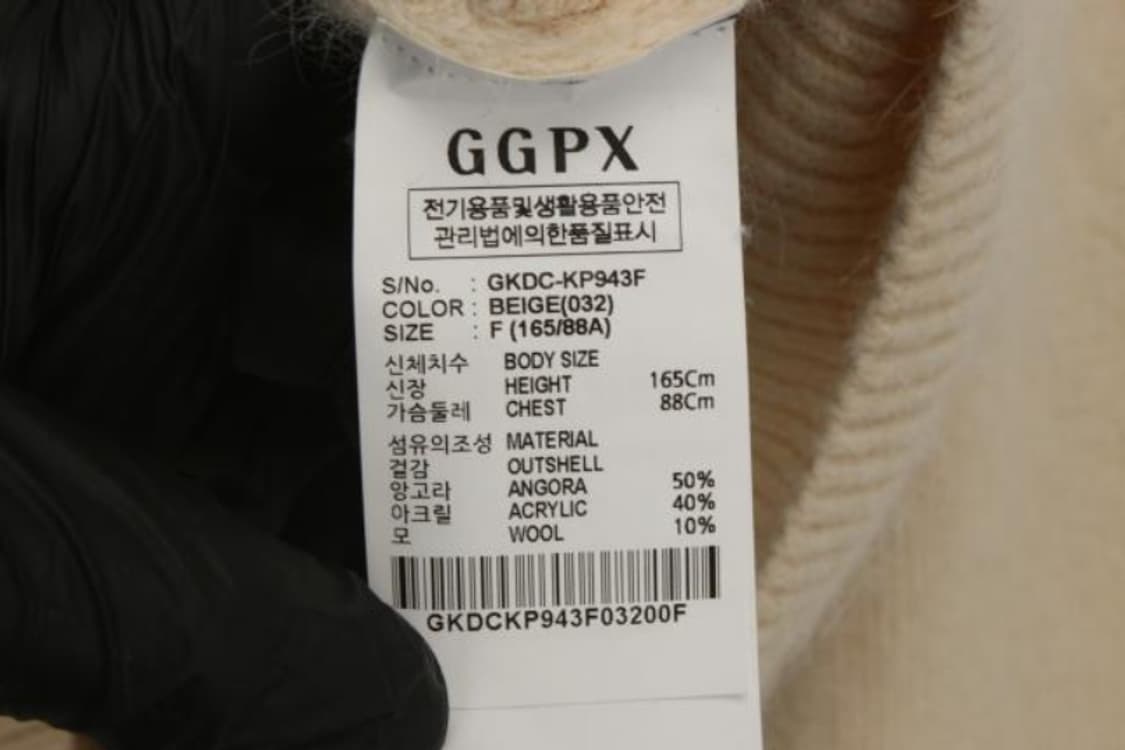 GGPX
전기용품및생활용품안전
관리법에의한품질표시
S/No. : GKDC-KP943F
COLOR : BEIGE(032)
SIZE : F (165/88A)
신체치수 BODY SIZE
신장 HEIGHT 165Cm
가슴둘레 CHEST 88Cm
섬유의조성 MATERIAL
겉감 OUTSHELL
앙고라 ANGORA 50%
아크릴 ACRYLIC 40%
모 WOOL 10%
GKDCKP943F03200F